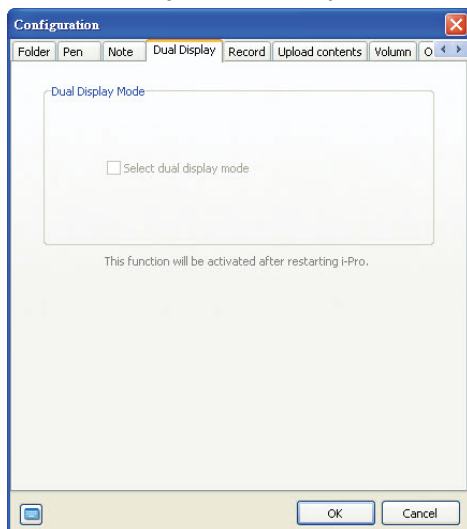 Configuration
Folder Pen Note Dual Display Record Upload contents Volumn O
Dual Display Mode
Select dual display mode
This function will be activated after restarting i-Pro.
OK Cancel